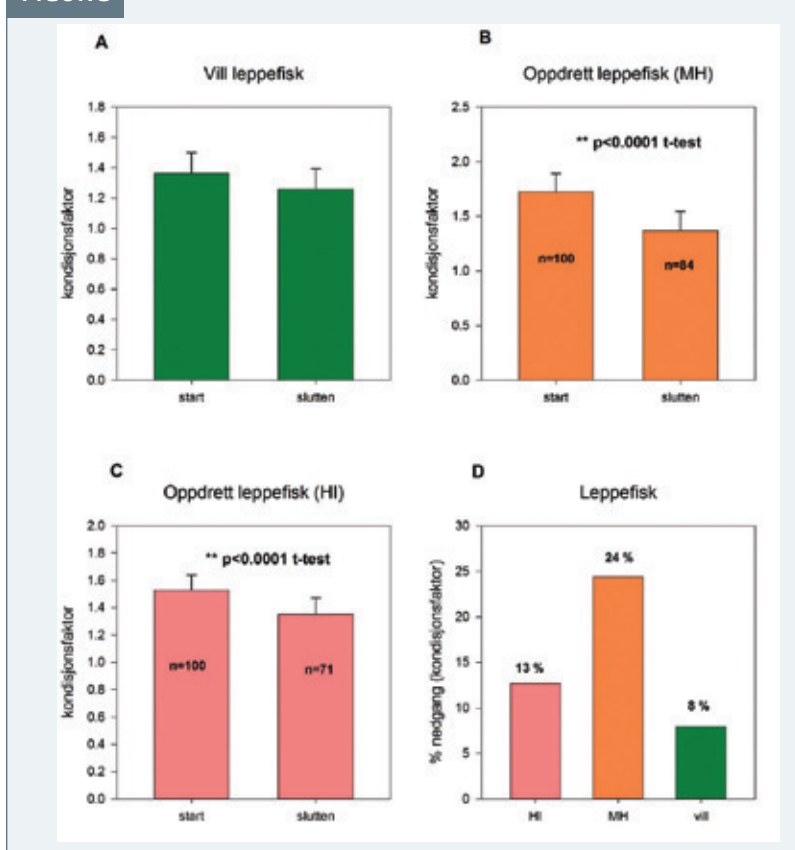 A
Vill leppefisk
kondisjonsfaktor
1.8
1.6
1.4
1.2
1.0
0.8
0.6
0.4
0.2
0.0
start
slutten
B
Oppdrett leppefisk (MH)
kondisjonsfaktor
2.5
2.0
1.5
1.0
0.5
0.0
** p<0.0001 t-test
n=100
n=84
start
slutten
C
Oppdrett leppefisk (HI)
kondisjonsfaktor
2.0
1.8
1.6
1.4
1.2
1.0
0.8
0.6
0.4
0.2
0.0
** p<0.0001 t-test
n=100
n=71
start
slutten
D
Leppefisk
% nedgang (kondisjonsfaktor)
30
25
20
15
10
5
0
13 %
24 %
8 %
HI
MH
vill